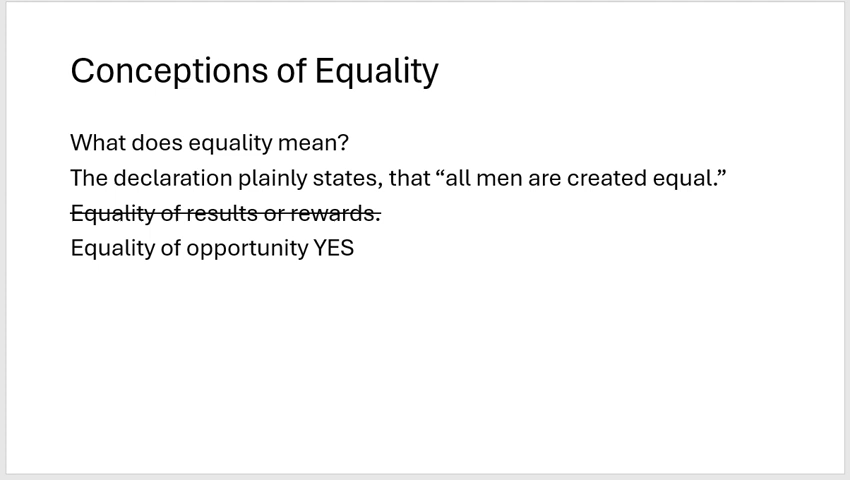 Conceptions of Equality
What does equality mean?
The declaration plainly states, that “all men are created equal.”
Equality of results or rewards.
Equality of opportunity YES